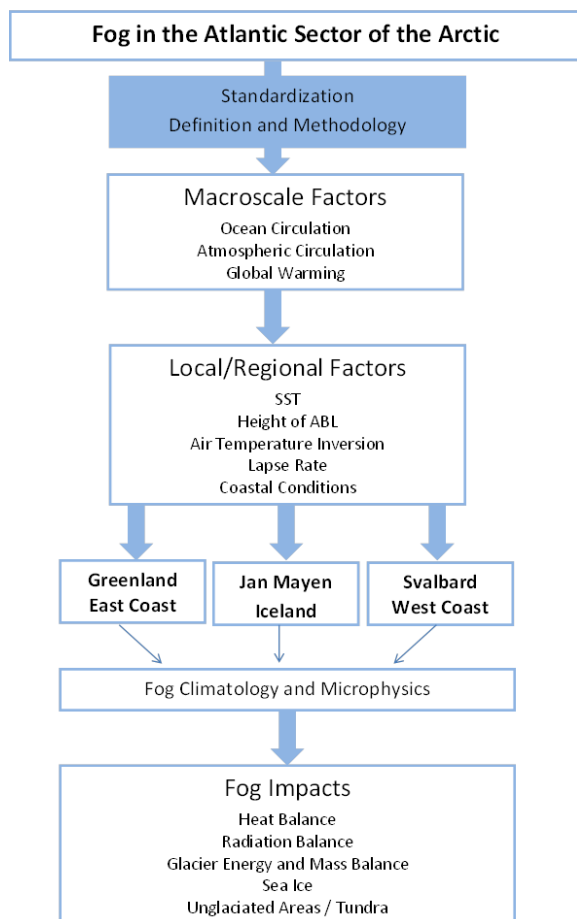 Fog in the Atlantic Sector of the Arctic
Standardization
Definition and Methodology
Macroscale Factors
Ocean Circulation
Atmospheric Circulation
Global Warming
Local/Regional Factors
SST
Height of ABL
Air Temperature Inversion
Lapse Rate
Coastal Conditions
Greenland
East Coast
Jan Mayen
Iceland
Svalbard
West Coast
Fog Climatology and Microphysics
Fog Impacts
Heat Balance
Radiation Balance
Glacier Energy and Mass Balance
Sea Ice
Unglaciated Areas / Tundra